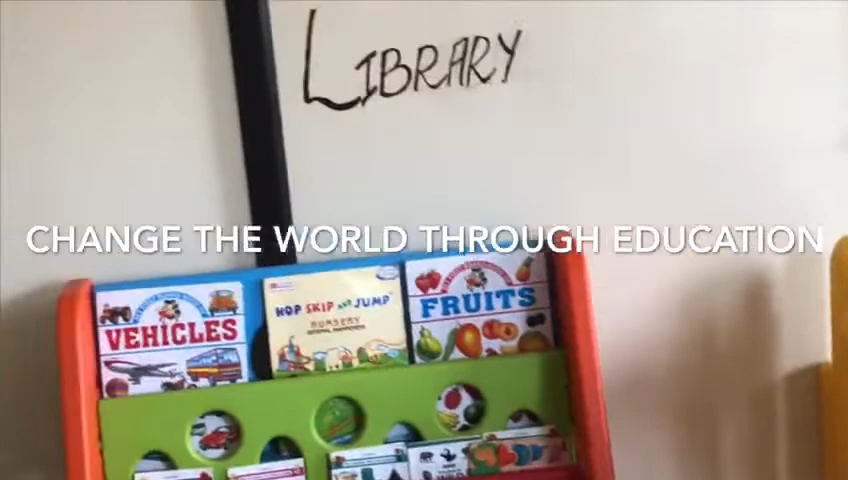 LIBRARY
CHANGE THE WORLD THROUGH EDUCATION
VEHICLES
HOP SKIP AND JUMP
NURSERY
FRUITS